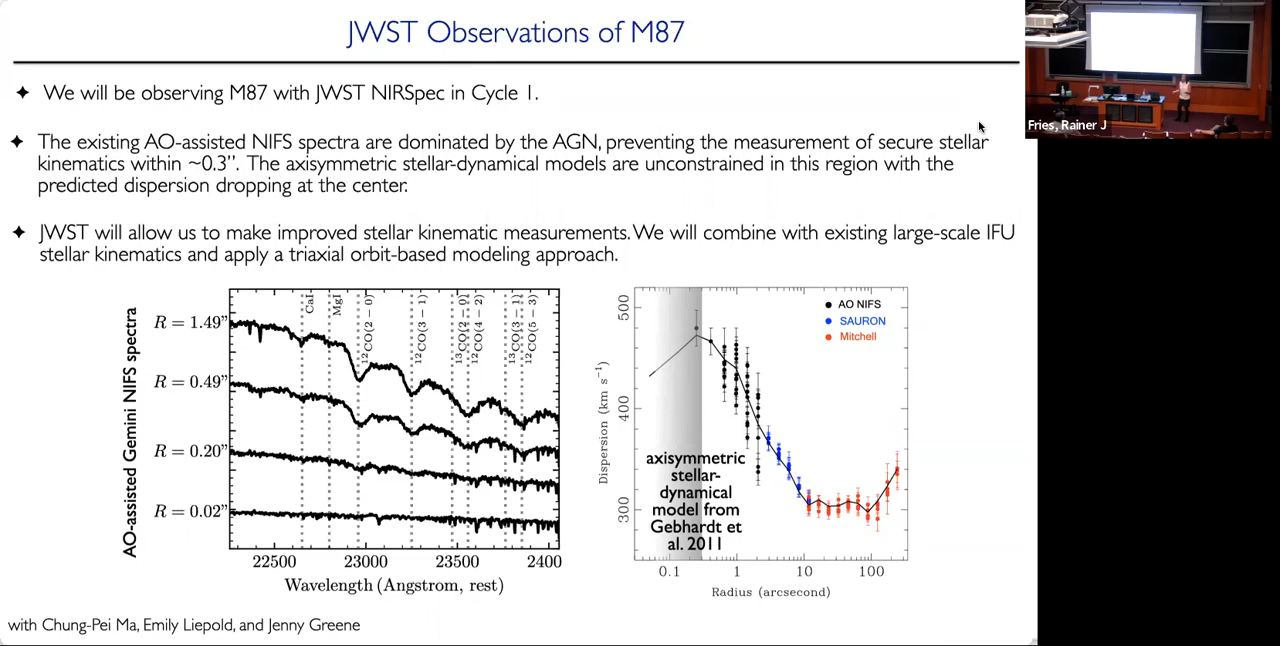 JWST Observations of M87
We will be observing M87 with JWST NIRSpec in Cycle 1.
The existing AO-assisted NIFS spectra are dominated by the AGN, preventing the measurement of secure stellar
kinematics within ~0.3”. The axisymmetric stellar-dynamical models are unconstrained in this region with the
predicted dispersion dropping at the center.
JWST will allow us to make improved stellar kinematic measurements. We will combine with existing large-scale IFU
stellar kinematics and apply a triaxial orbit-based modeling approach.
AO-assisted Gemini NIFS spectra
R = 1.49”
R = 0.49”
R = 0.20”
R = 0.02”
CaI
MgI
¹²CO(2 − 0)
¹²CO(3 − 1)
¹³CO(2 − 0)
¹²CO(4 − 2)
¹³CO(3 − 1)
¹²CO(5 − 3)
22500 23000 23500 2400
Wavelength (Angstrom, rest)
Dispersion (km s⁻¹)
500
400
300
AO NIFS
SAURON
Mitchell
axisymmetric
stellar-
dynamical
model from
Gebhardt et
al. 2011
0.1 1 10 100
Radius (arcsecond)
with Chung-Pei Ma, Emily Liepold, and Jenny Greene
Fries, Rainer J